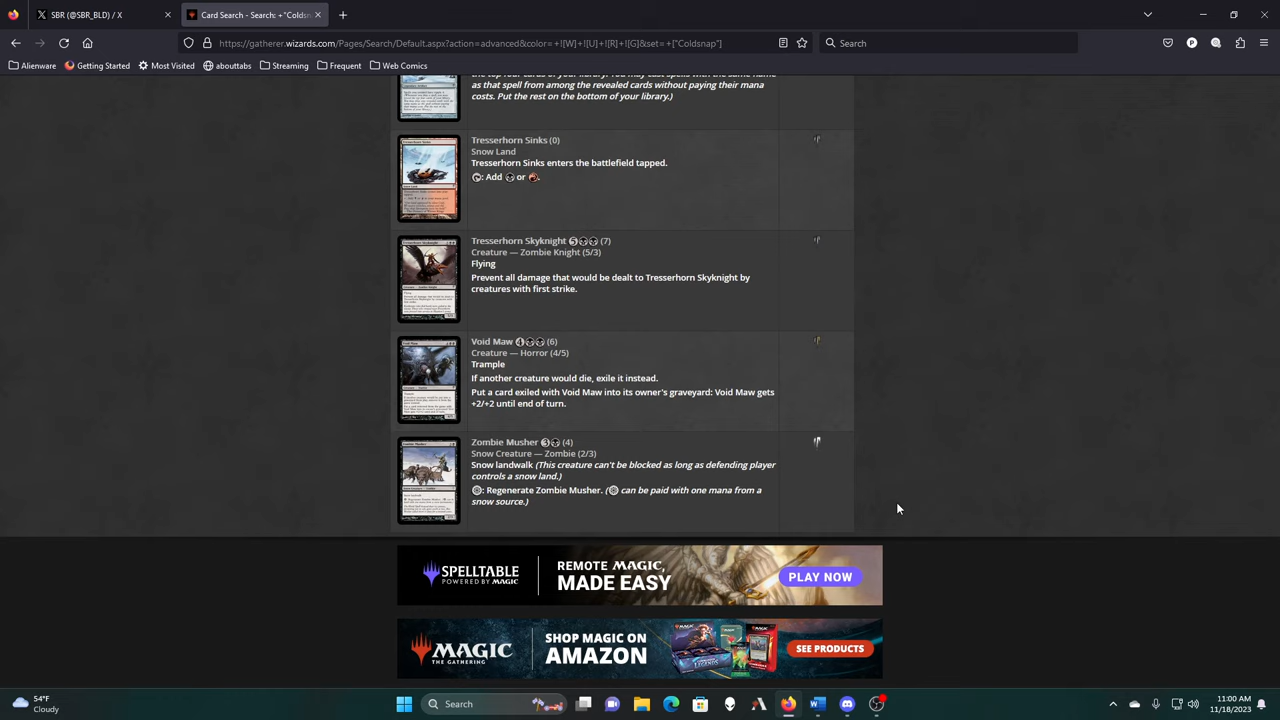 SBR (@SBR_BLD) / X
Card Search - Search: +"Coldsna
https://gatherer.wizards.com/Pages/Search/Default.aspx?action=advanced&color= +![W]+![U]+![R]+![G]&set= +["Coldsnap"]
Search
Alienware
Getting Started
Most Visited
abouttabs
Streaming
Frequent
Web Comics
the top four cards of your library. You may cast spells with the same name
as a spell you cast from among those cards without paying their mana
costs. Put the rest on the bottom of your library.)
Tresserhorn Sinks (0)
Snow Land
Tresserhorn Sinks enters the battlefield tapped.
: Add or .
Tresserhorn Skyknight 5 (7)
Creature — Zombie Knight (5/3)
Flying
Prevent all damage that would be dealt to Tresserhorn Skyknight by
creatures with first strike.
Void Maw 4 (6)
Creature — Horror (4/5)
Trample
If another creature would die, exile it instead.
Put a card exiled with Void Maw into its owner's graveyard: Void Maw gets
+2/+2 until end of turn.
Zombie Musher 3 (4)
Snow Creature — Zombie (2/3)
Snow landwalk (This creature can't be blocked as long as defending player
controls a snow land.)
: Regenerate Zombie Musher. ( can be paid with one mana from a
snow source.)
SPELLTABLE
POWERED BY MAGIC
REMOTE MAGIC,
MADE EASY
PLAY NOW
MAGIC
THE GATHERING
SHOP MAGIC ON
AMAZON
SEE PRODUCTS
54°F
Cloudy
Search
11:00 AM
11/18/2023